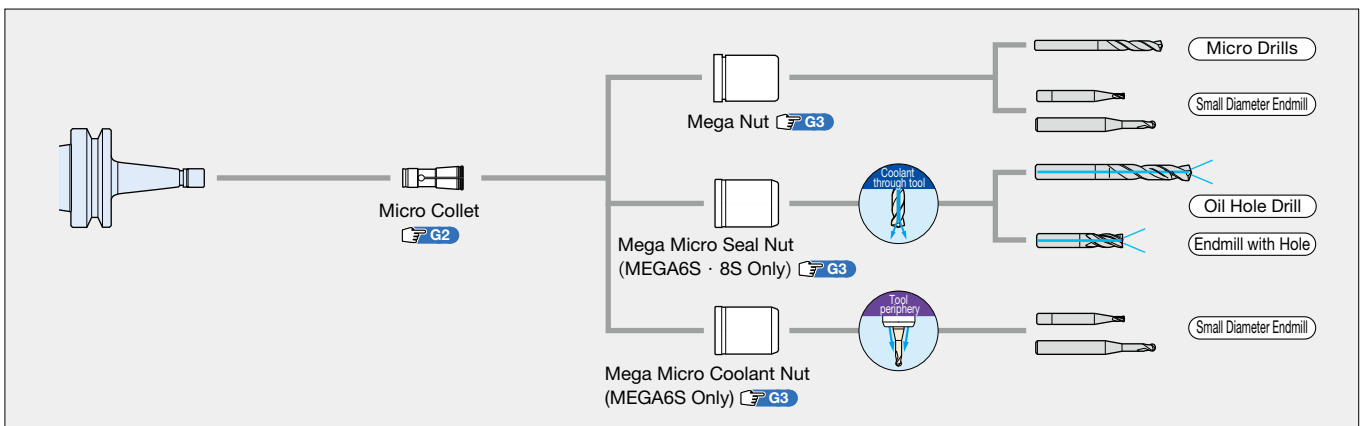 Micro Collet
G2
Mega Nut G3
Micro Drills
Small Diameter Endmill
Mega Micro Seal Nut
(MEGA6S · 8S Only) G3
Coolant
through tool
Oil Hole Drill
Endmill with Hole
Mega Micro Coolant Nut
(MEGA6S Only) G3
Tool
periphery
Small Diameter Endmill